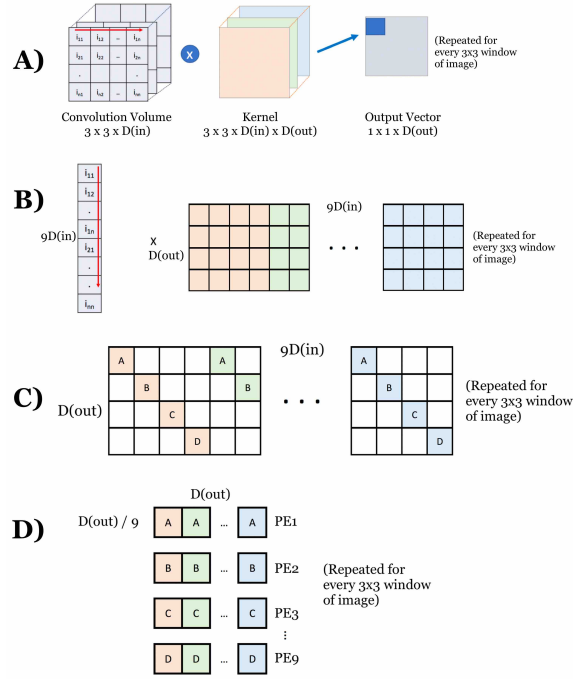 A)
i11 i12 ... i1n
i21 i22 ... i2n
. . .
in1 in2 ... inn
X
(Repeated for
every 3x3 window
of image)
Convolution Volume
3 x 3 x D(in)
Kernel
3 x 3 x D(in) x D(out)
Output Vector
1 x 1 x D(out)
B)
9D(in)
i11
i12
.
i1n
i21
.
.
inn
x
D(out)
9D(in)
. . .
(Repeated for
every 3x3 window
of image)
C)
D(out)
9D(in)
A A A
B B B
C C
D D
. . .
(Repeated for
every 3x3 window
of image)
D)
D(out)
D(out) / 9
A A ... A PE1
B B ... B PE2
C C ... C PE3
⋮
D D ... D PE9
(Repeated for
every 3x3 window
of image)